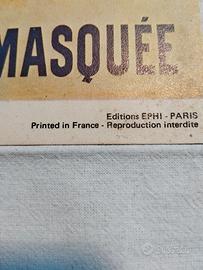 MASQUÉE
Editions EPHI - PARIS
Printed in France - Reproduction interdite